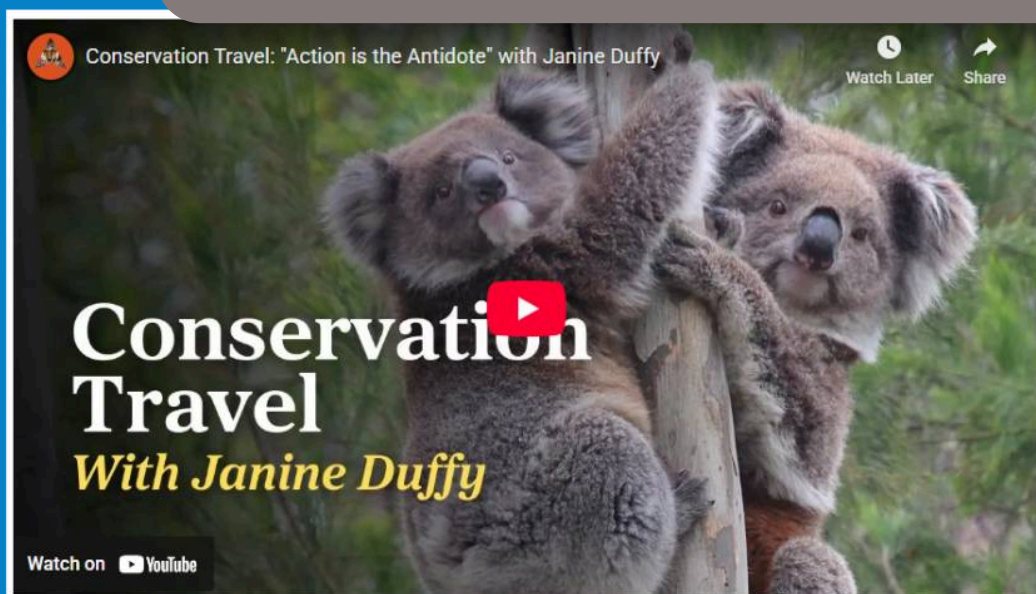 Conservation Travel: "Action is the Antidote" with Janine Duffy
Watch Later
Share
Conservation
Travel
With Janine Duffy
Watch on YouTube